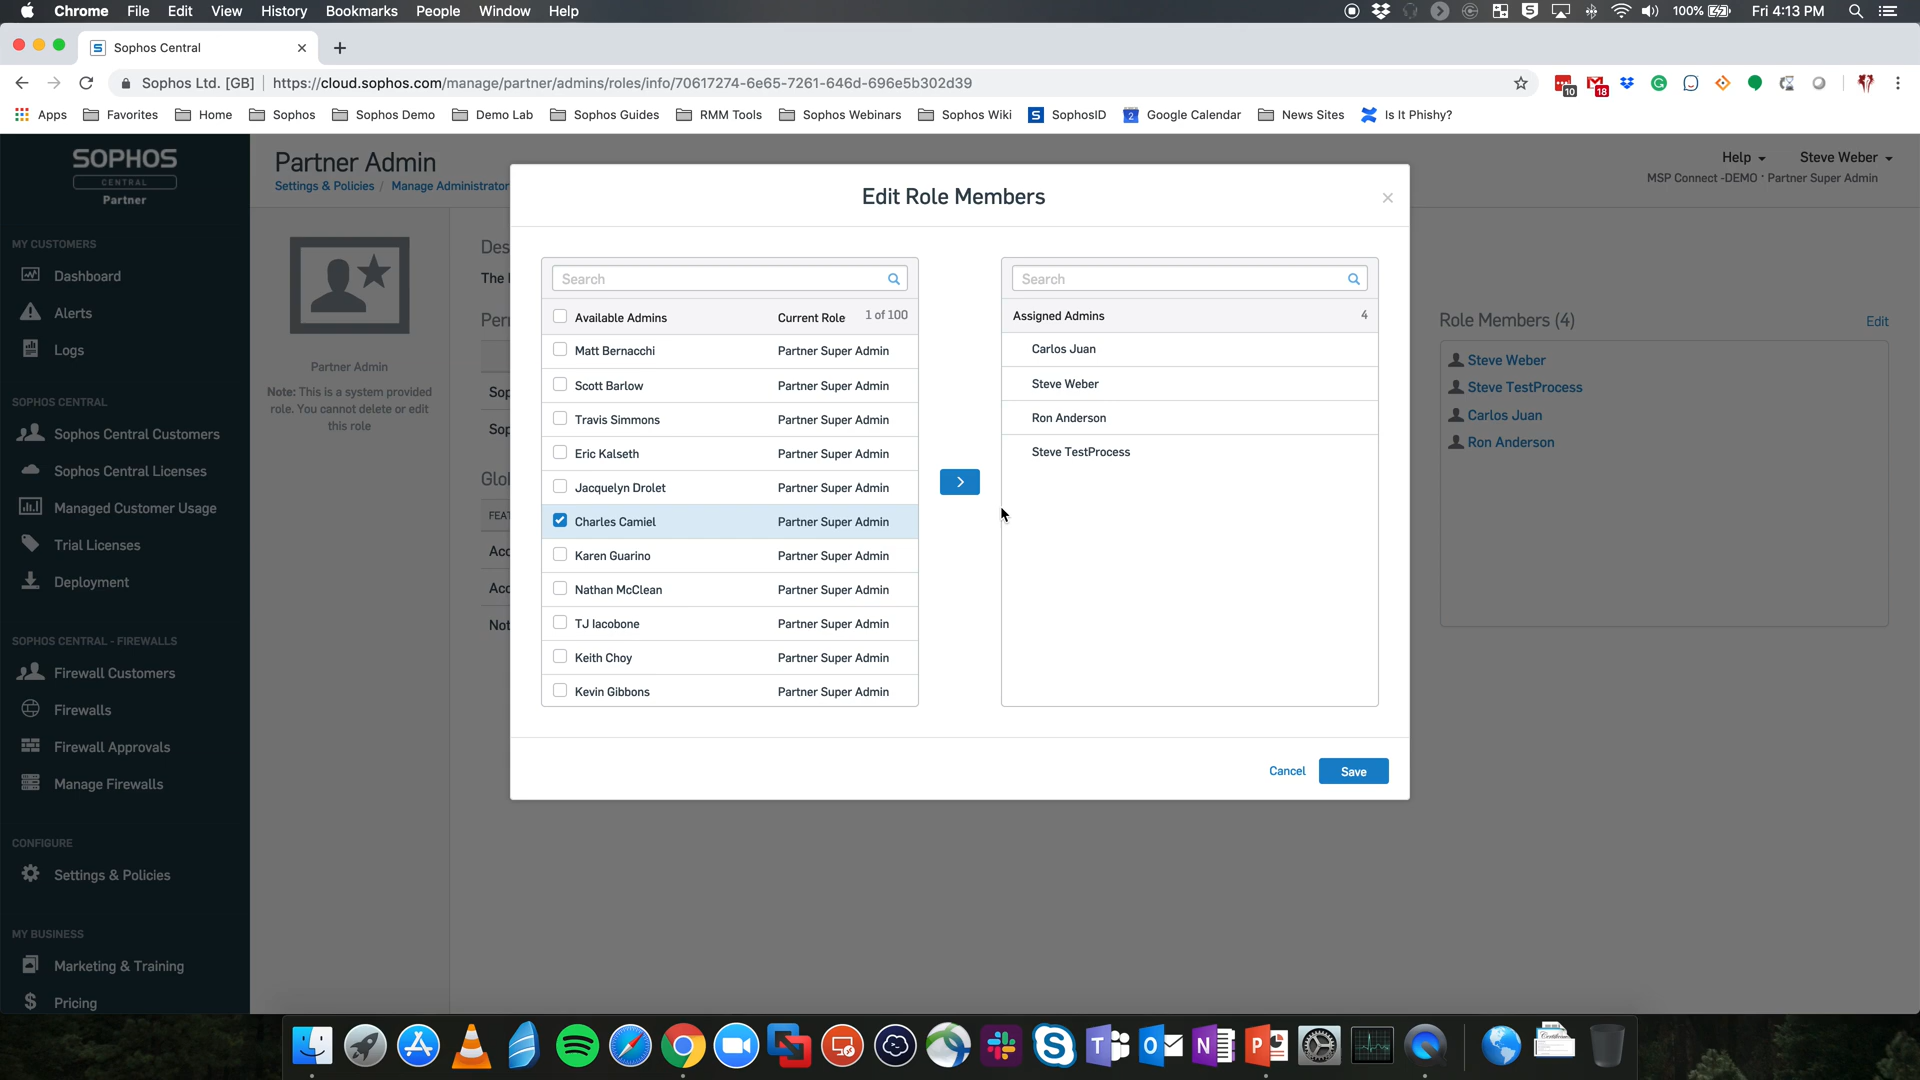 Chrome File Edit View History Bookmarks People Window Help 100% Fri 4:13 PM
Sophos Central
Sophos Ltd. [GB] https://cloud.sophos.com/manage/partner/admins/roles/info/70617274-6e65-7261-646d-696e5b302d39
10 18
Apps Favorites Home Sophos Sophos Demo Demo Lab Sophos Guides RMM Tools Sophos Webinars Sophos Wiki SophosID Google Calendar News Sites Is It Phishy?
SOPHOS
CENTRAL
Partner
MY CUSTOMERS
Dashboard
Alerts
Logs
SOPHOS CENTRAL
Sophos Central Customers
Sophos Central Licenses
Managed Customer Usage
Trial Licenses
Deployment
SOPHOS CENTRAL - FIREWALLS
Firewall Customers
Firewalls
Firewall Approvals
Manage Firewalls
CONFIGURE
Settings & Policies
MY BUSINESS
Marketing & Training
Pricing
Partner Admin
Settings & Policies / Manage Administrator
Help Steve Weber
MSP Connect -DEMO • Partner Super Admin
Partner Admin
Note: This is a system provided
role. You cannot delete or edit
this role
Des
The
Per
Sop
Sop
Glo
FEA
Acc
Acc
Not
Edit Role Members
Search
Available Admins Current Role 1 of 100
Matt Bernacchi Partner Super Admin
Scott Barlow Partner Super Admin
Travis Simmons Partner Super Admin
Eric Kalseth Partner Super Admin
Jacquelyn Drolet Partner Super Admin
Charles Camiel Partner Super Admin
Karen Guarino Partner Super Admin
Nathan McClean Partner Super Admin
TJ Iacobone Partner Super Admin
Keith Choy Partner Super Admin
Kevin Gibbons Partner Super Admin
Search
Assigned Admins 4
Carlos Juan
Steve Weber
Ron Anderson
Steve TestProcess
Cancel Save
Role Members (4) Edit
Steve Weber
Steve TestProcess
Carlos Juan
Ron Anderson